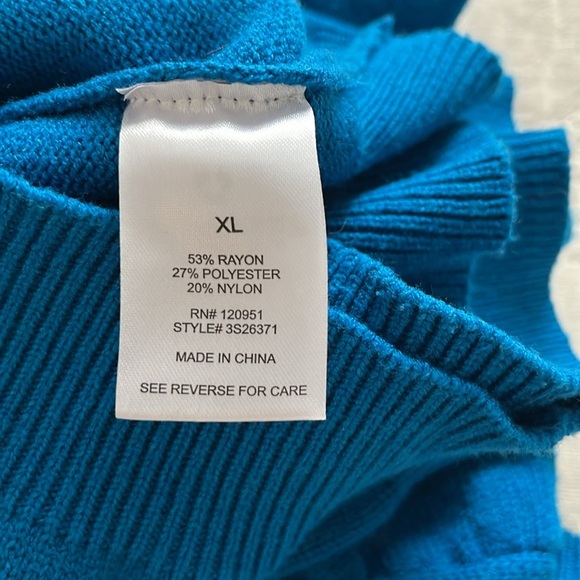 XL
53% RAYON
27% POLYESTER
20% NYLON
RN# 120951
STYLE# 3S26371
MADE IN CHINA
SEE REVERSE FOR CARE